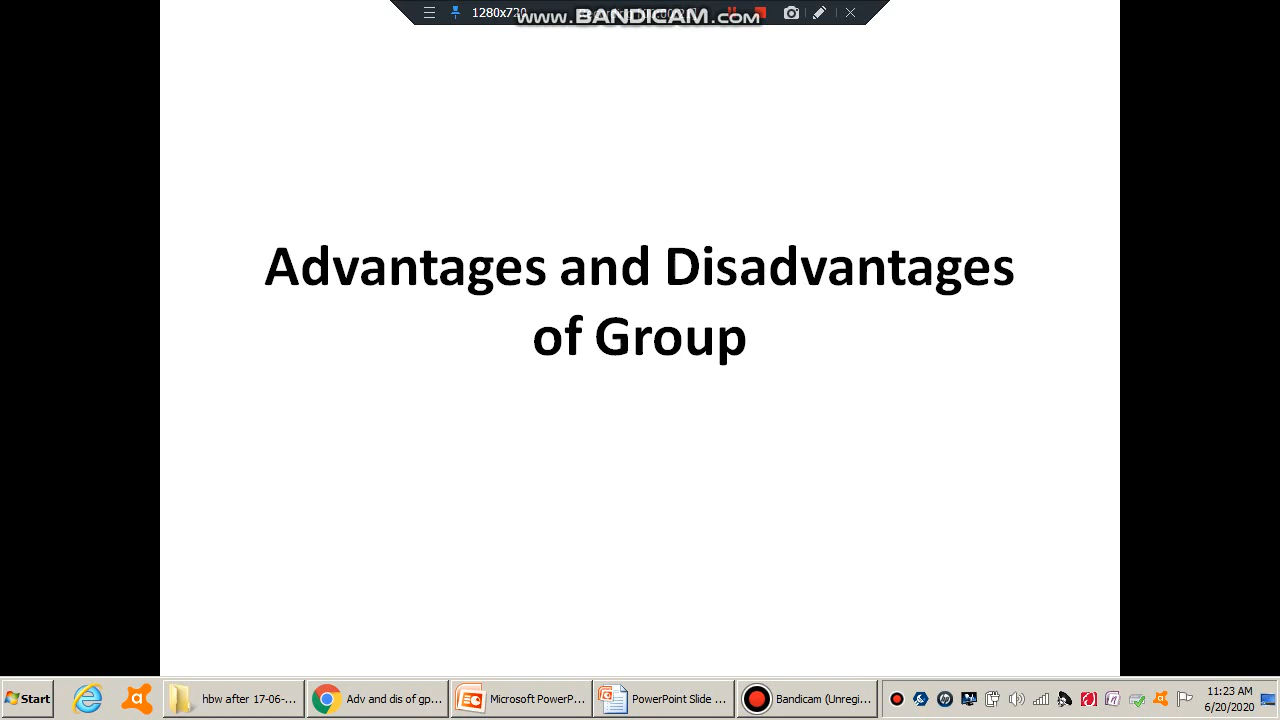 1280x720
www.BANDICAM.com
Advantages and Disadvantages
of Group
Start
hbw after 17-06-...
Adv and dis of gp...
Microsoft PowerP...
PowerPoint Slide ...
Bandicam (Unregi...
11:23 AM
6/20/2020